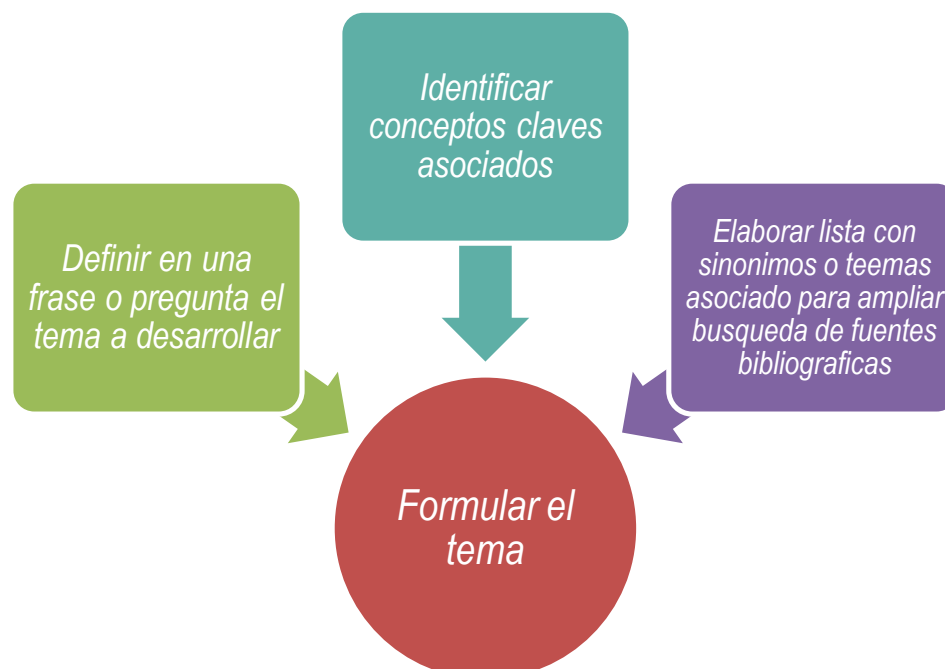 Identificar
conceptos claves
asociados
Definir en una
frase o pregunta el
tema a desarrollar
Elaborar lista con
sinonimos o teemas
asociado para ampliar
busqueda de fuentes
bibliograficas
Formular el
tema